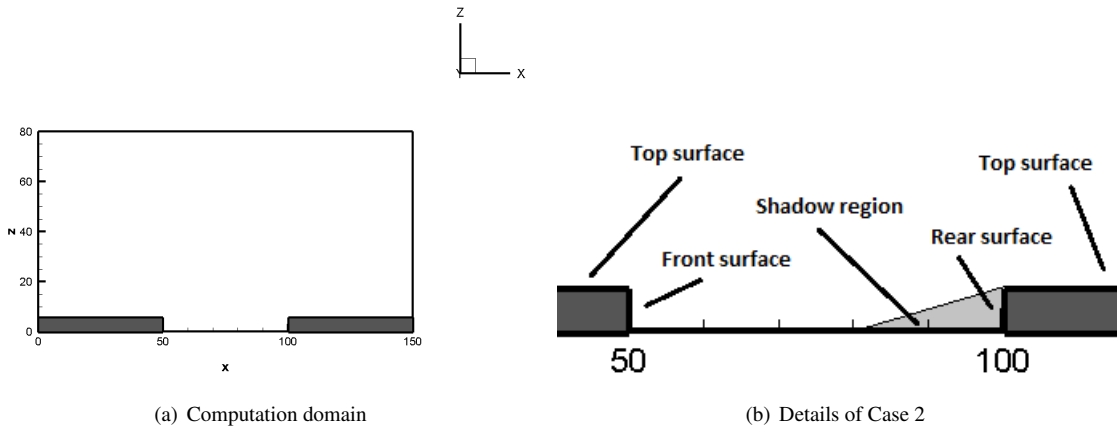 Z
Y
X
80
60
40
20
0
Z
0
50
100
150
X
(a) Computation domain
Top surface
Top surface
Shadow region
Rear surface
Front surface
50
100
(b) Details of Case 2